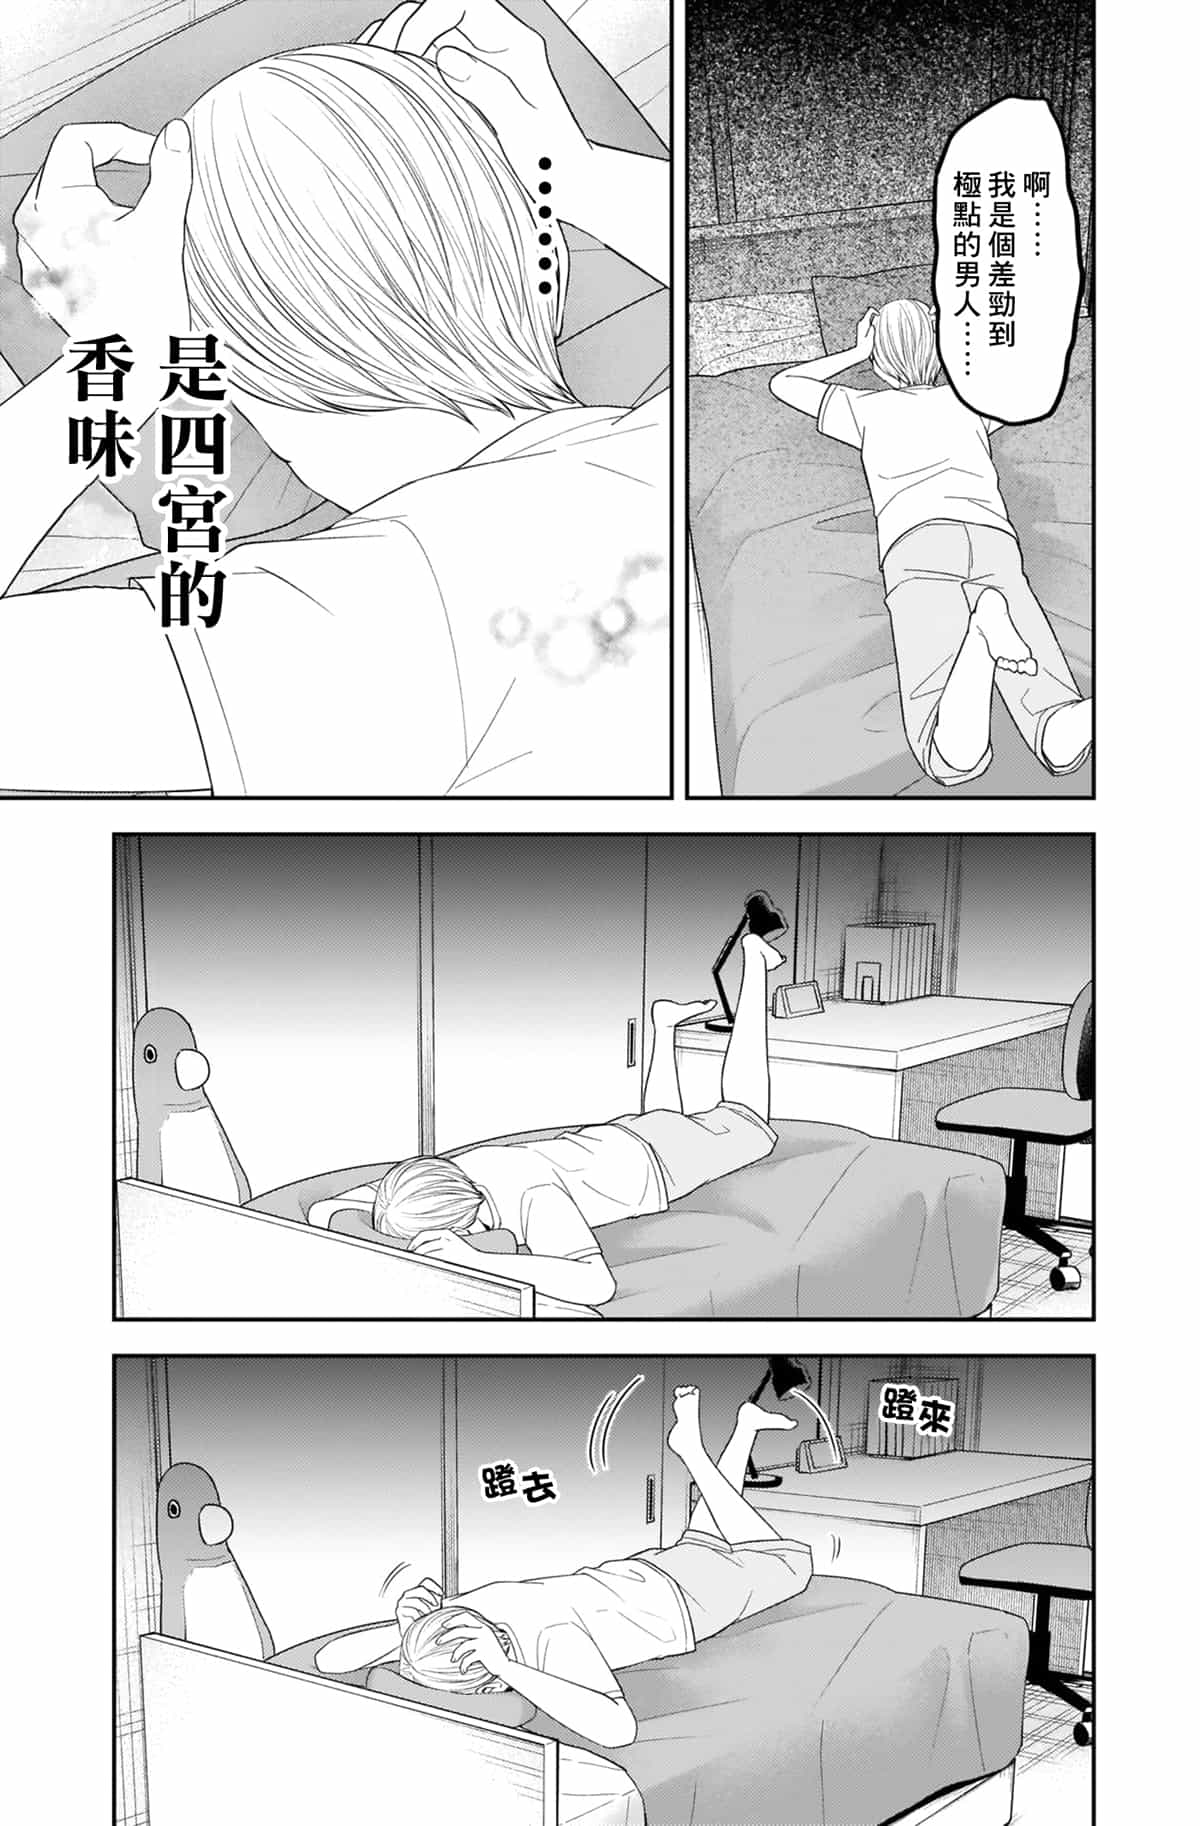 啊……
我是個差勁到
極點的男人……
……
是四宮的
香味
蹬來
蹬去